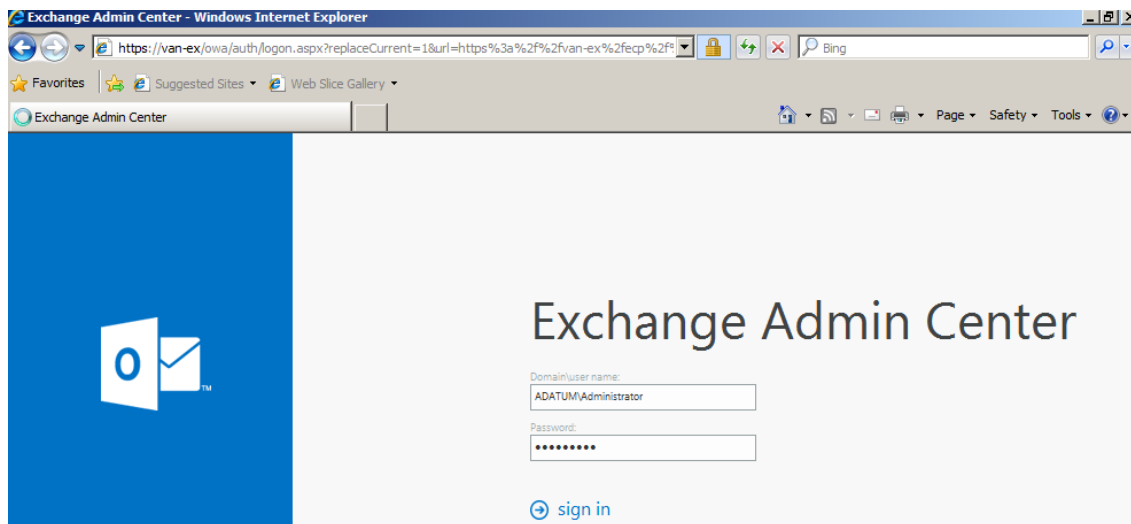 Exchange Admin Center - Windows Internet Explorer
https://van-ex/owa/auth/logon.aspx?replaceCurrent=1&url=https%3a%2f%2fvan-ex%2fecp%2f%
Bing
Favorites Suggested Sites Web Slice Gallery
Exchange Admin Center Page Safety Tools
O TM
Exchange Admin Center
Domain\user name:
ADATUM\Administrator
Password:
•••••••••
sign in